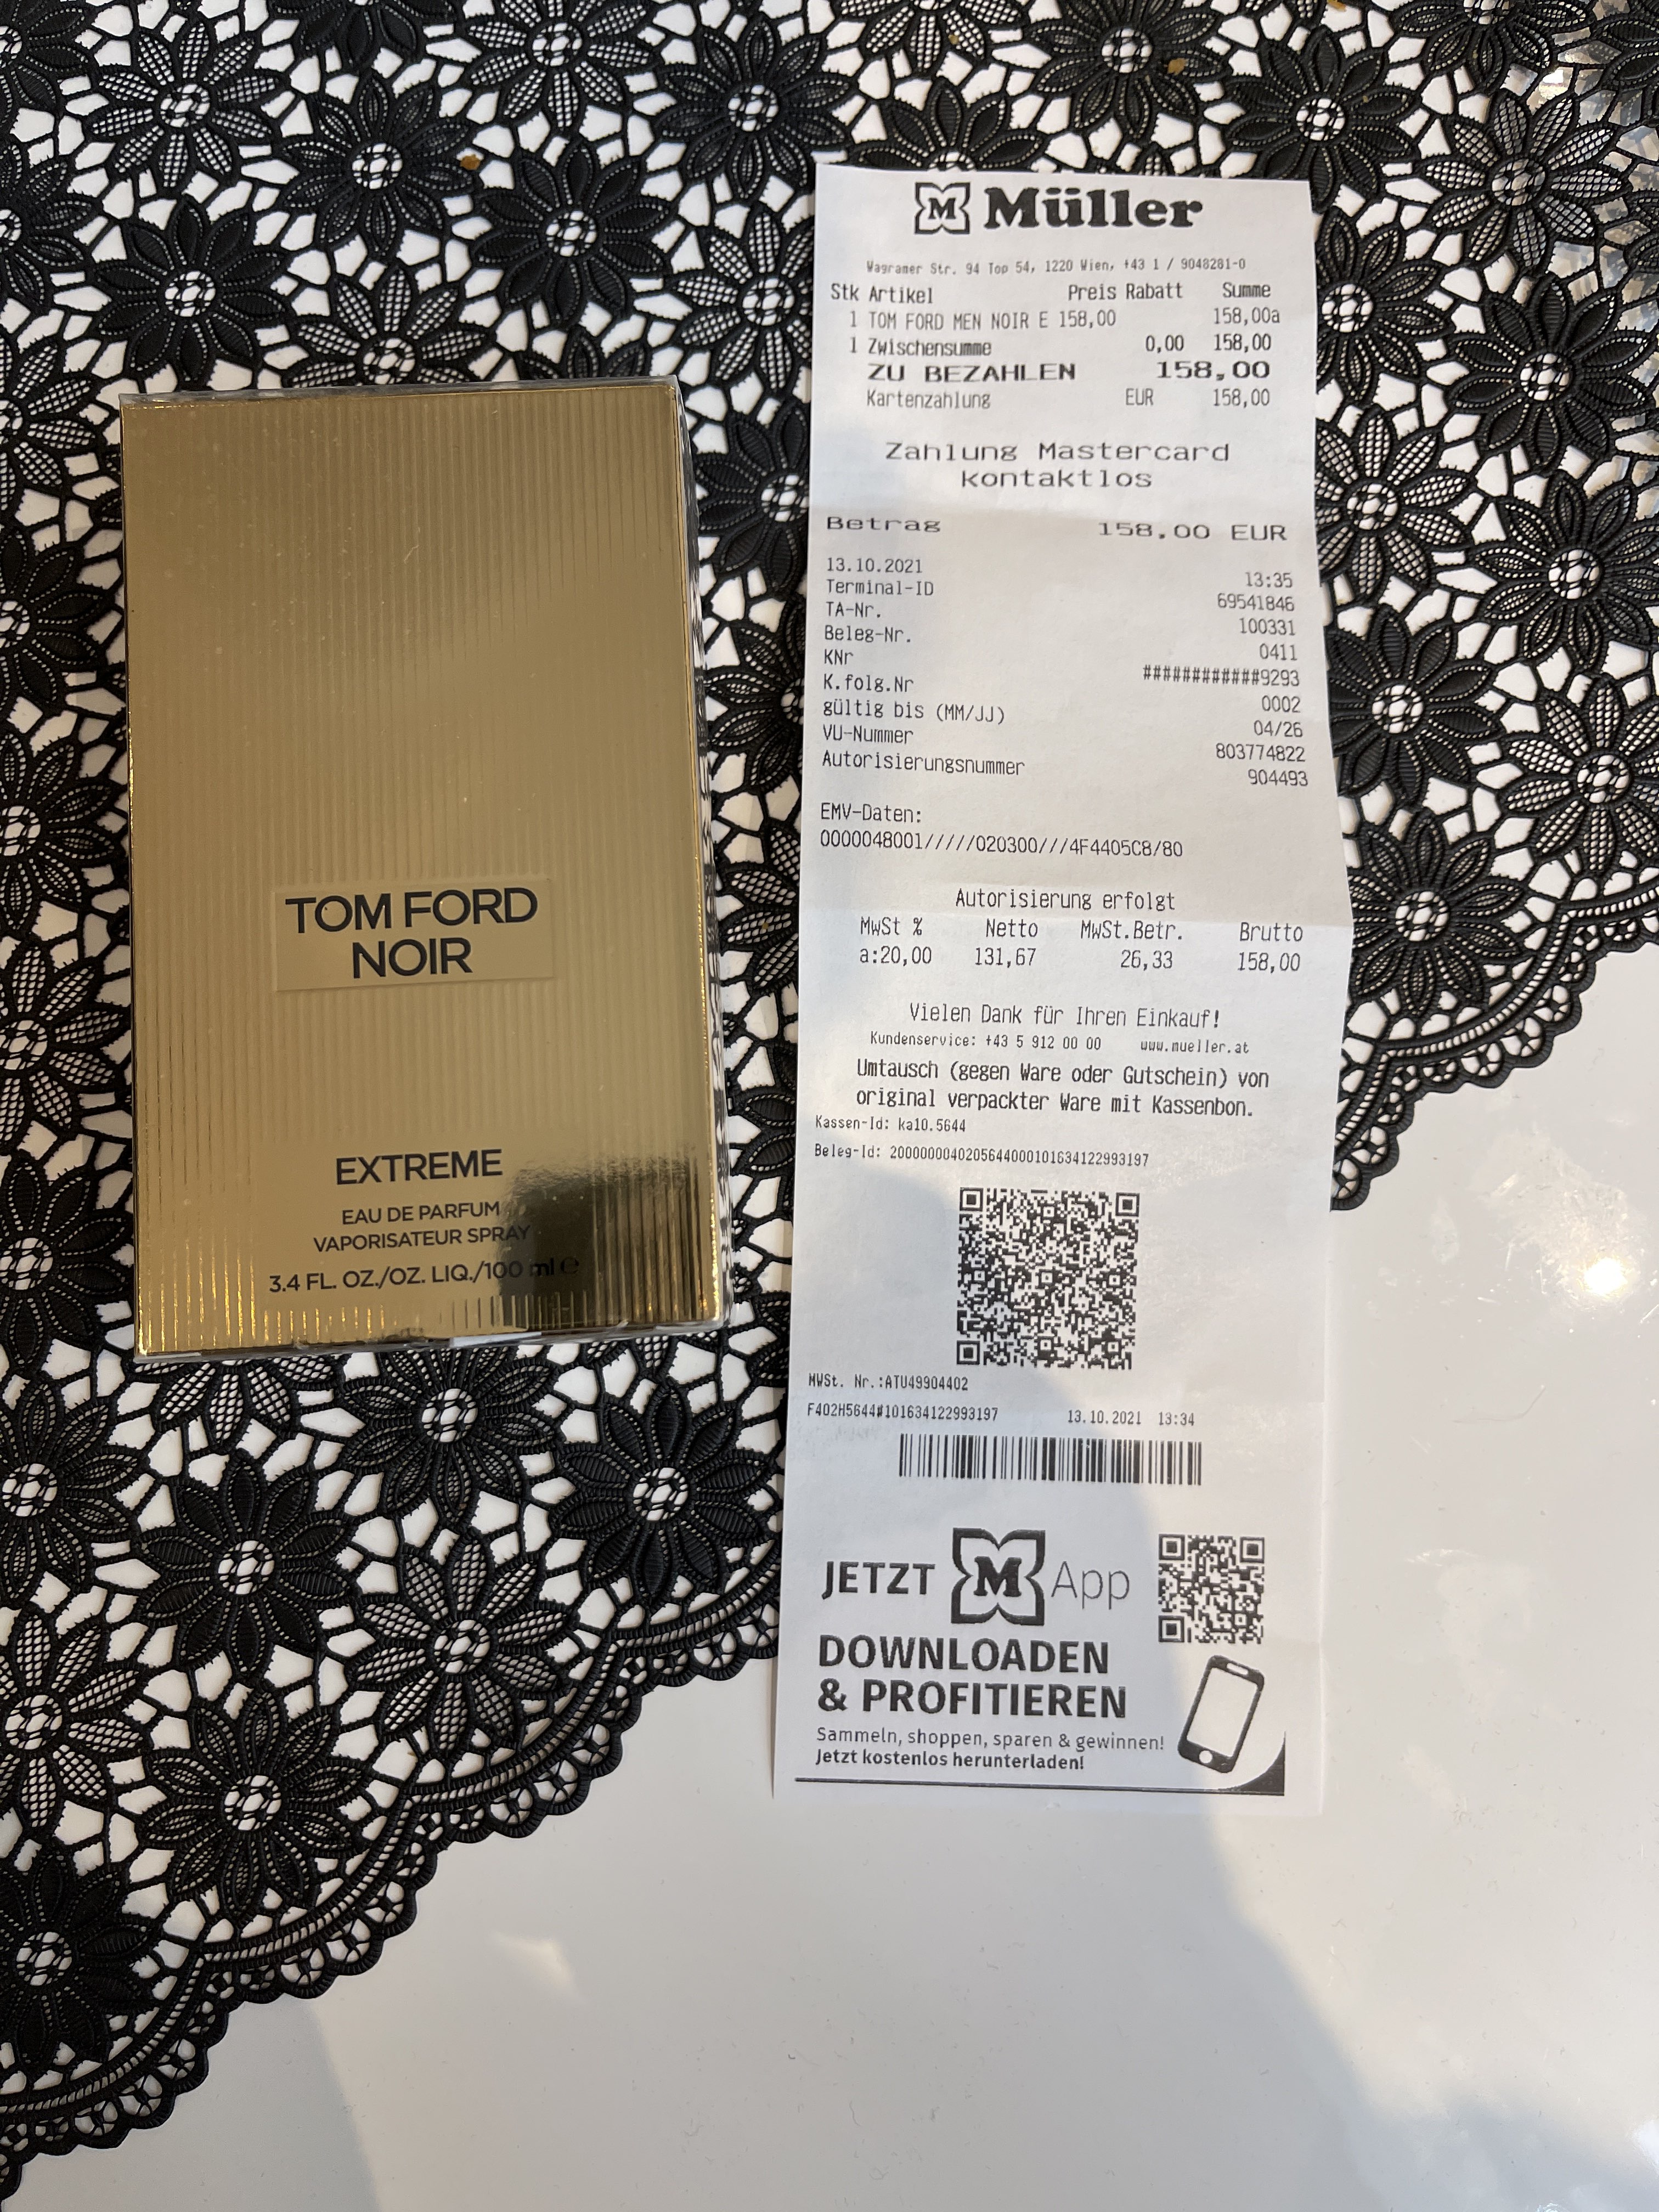 TOM FORD
NOIR
EXTREME
EAU DE PARFUM
VAPORISATEUR SPRAY
3.4 FL. OZ./OZ. LIQ./100 ml e
M Müller
Wagramer Str. 94 Top 54, 1220 Wien, +43 1 / 9048281-0
Stk Artikel Preis Rabatt Summe
1 TOM FORD MEN NOIR E 158,00 158,00a
1 Zwischensumme 0,00 158,00
ZU BEZAHLEN 158,00
Kartenzahlung EUR 158,00
Zahlung Mastercard
kontaktlos
Betrag 158,00 EUR
13.10.2021 13:35
Terminal-ID 69541846
TA-Nr. 100331
Beleg-Nr. 0411
KNr ############9293
K.folg.Nr 0002
gültig bis (MM/JJ) 04/26
VU-Nummer 803774822
Autorisierungsnummer 904493
EMV-Daten:
0000048001/////020300///4F4405C8/80
Autorisierung erfolgt
MwSt % Netto MwSt.Betr. Brutto
a:20,00 131,67 26,33 158,00
Vielen Dank für Ihren Einkauf!
Kundenservice: +43 5 912 00 00 www.mueller.at
Umtausch (gegen Ware oder Gutschein) von
original verpackter Ware mit Kassenbon.
Kassen-Id: ka10.5644
Beleg-Id: 2000000040205644000101634122993197
MWSt. Nr.:ATU49904402
F402H5644#101634122993197 13.10.2021 13:34
JETZT M App
DOWNLOADEN
& PROFITIEREN
Sammeln, shoppen, sparen & gewinnen!
Jetzt kostenlos herunterladen!